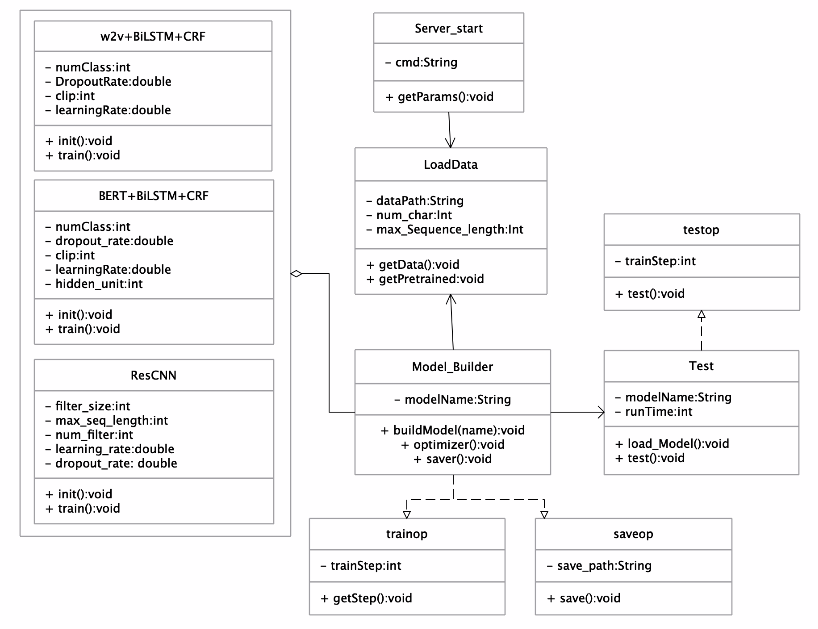 w2v+BiLSTM+CRF
- numClass:int
- DropoutRate:double
- clip:int
- learningRate:double
+ init():void
+ train():void
BERT+BiLSTM+CRF
- numClass:int
- dropout_rate:double
- clip:int
- learningRate:double
- hidden_unit:int
+ init():void
+ train():void
ResCNN
- filter_size:int
- max_seq_length:int
- num_filter:int
- learning_rate:double
- dropout_rate: double
+ init():void
+ train():void
Server_start
- cmd:String
+ getParams():void
LoadData
- dataPath:String
- num_char:Int
- max_Sequence_length:Int
+ getData():void
+ getPretrained:void
Model_Builder
- modelName:String
+ buildModel(name):void
+ optimizer():void
+ saver():void
testop
- trainStep:int
+ test():void
Test
- modelName:String
- runTime:int
+ load_Model():void
+ test():void
trainop
- trainStep:int
+ getStep():void
saveop
- save_path:String
+ save():void